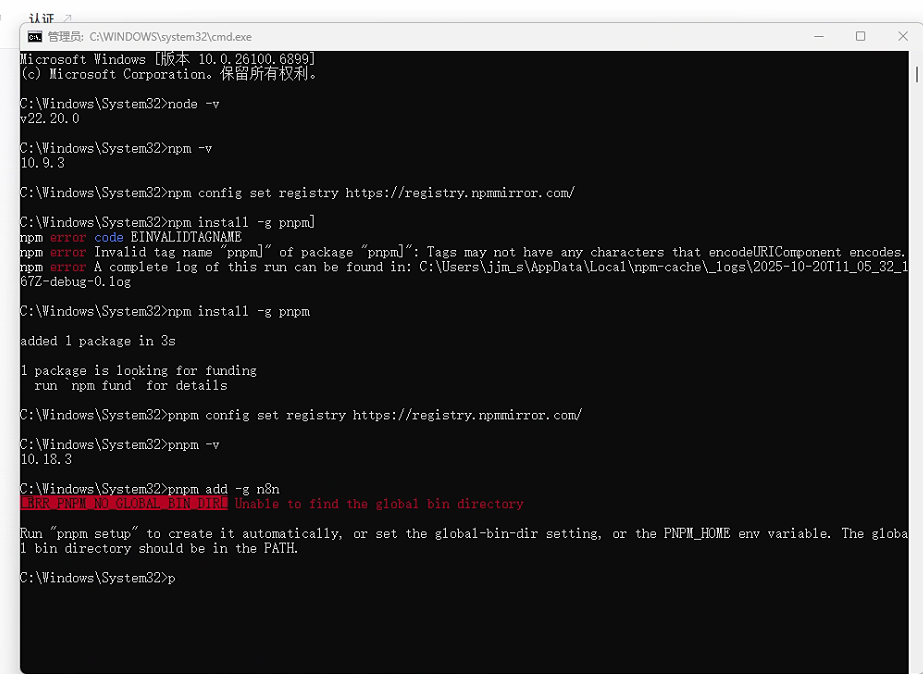 认证
管理员: C:\WINDOWS\system32\cmd.exe
Microsoft Windows [版本 10.0.26100.6899]
(c) Microsoft Corporation。保留所有权利。
C:\Windows\System32>node -v
v22.20.0
C:\Windows\System32>npm -v
10.9.3
C:\Windows\System32>npm config set registry https://registry.npmmirror.com/
C:\Windows\System32>npm install -g pnpm]
npm error code EINVALIDTAGNAME
npm error Invalid tag name "pnpm]" of package "pnpm]": Tags may not have any characters that encodeURIComponent encodes.
npm error A complete log of this run can be found in: C:\Users\jjm_s\AppData\Local\npm-cache\_logs\2025-10-20T11_05_32_1
67Z-debug-0.log
C:\Windows\System32>npm install -g pnpm
added 1 package in 3s
1 package is looking for funding
run `npm fund` for details
C:\Windows\System32>pnpm config set registry https://registry.npmmirror.com/
C:\Windows\System32>pnpm -v
10.18.3
C:\Windows\System32>pnpm add -g n8n
ERR_PNPM_NO_GLOBAL_BIN_DIR Unable to find the global bin directory
Run "pnpm setup" to create it automatically, or set the global-bin-dir setting, or the PNPM_HOME env variable. The globa
l bin directory should be in the PATH.
C:\Windows\System32>p